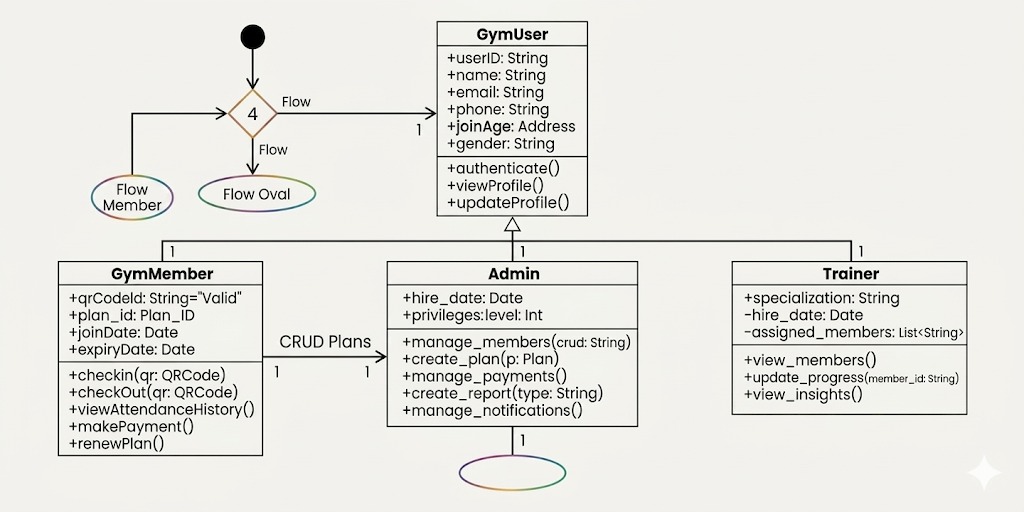 GymUser
+userID: String
+name: String
+email: String
+phone: String
+joinAge: Address
+gender: String
+authenticate()
+viewProfile()
+updateProfile()
4
Flow
1
Flow
Flow
Member
Flow Oval
1
1
1
GymMember
+qrCodeId: String="Valid"
+plan_id: Plan_ID
+joinDate: Date
+expiryDate: Date
+checkin(qr: QRCode)
+checkOut(qr: QRCode)
+viewAttendanceHistory()
+makePayment()
+renewPlan()
CRUD Plans
1
1
Admin
+hire_date: Date
+privileges:level: Int
+manage_members(crud: String)
+create_plan(p: Plan)
+manage_payments()
+create_report(type: String)
+manage_notifications()
1
Trainer
+specialization: String
-hire_date: Date
-assigned_members: List<String>
+view_members()
+update_progress(member_id: String)
+view_insights()